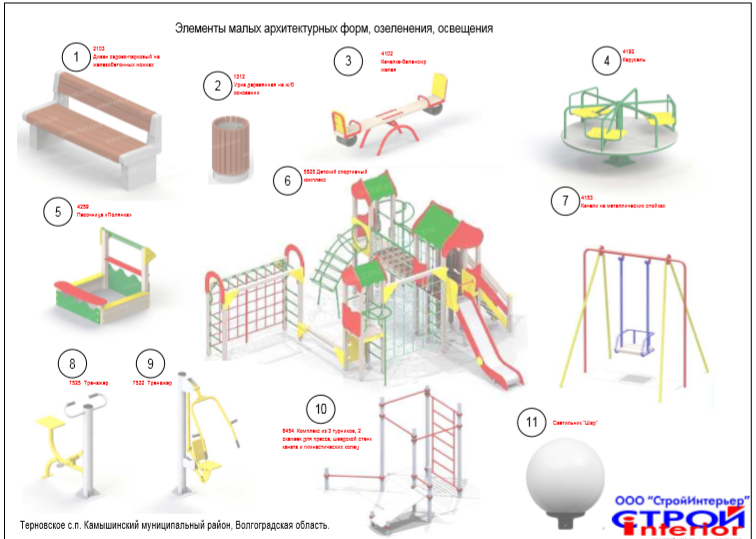 Элементы малых архитектурных форм, озеленения, освещения
1
2103
Диван садово-парковый на
железобетонных ножках
2
1212
Урна деревянная на ж/б
основании
3
4102
Качалка-балансир
малая
4
4192
Карусель
5
4259
Песочница «Полянка»
6
5505 Детский спортивный
комплекс
7
4153
Качели на металлических стойках
8
7525 Тренажер
9
7522 Тренажер
10
6454 Комплекс из 3 турников, 2
скамеек для пресса, шведской стенки
каната и гимнастических колец
11
Светильник "Шар"
Терновское с.п. Камышинский муниципальный район, Волгоградская область.
ООО "СтройИнтерьер"
СТРОЙ
interior